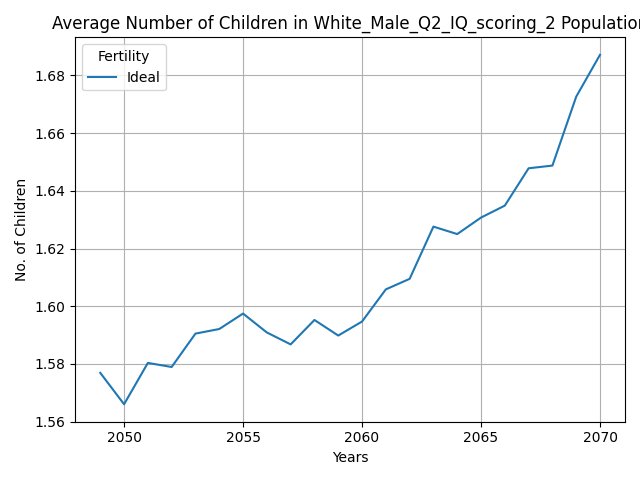 Average Number of Children in White_Male_Q2_IQ_scoring_2 Population
Fertility
Ideal
No. of Children
1.68
1.66
1.64
1.62
1.60
1.58
1.56
2050 2055 2060 2065 2070
Years